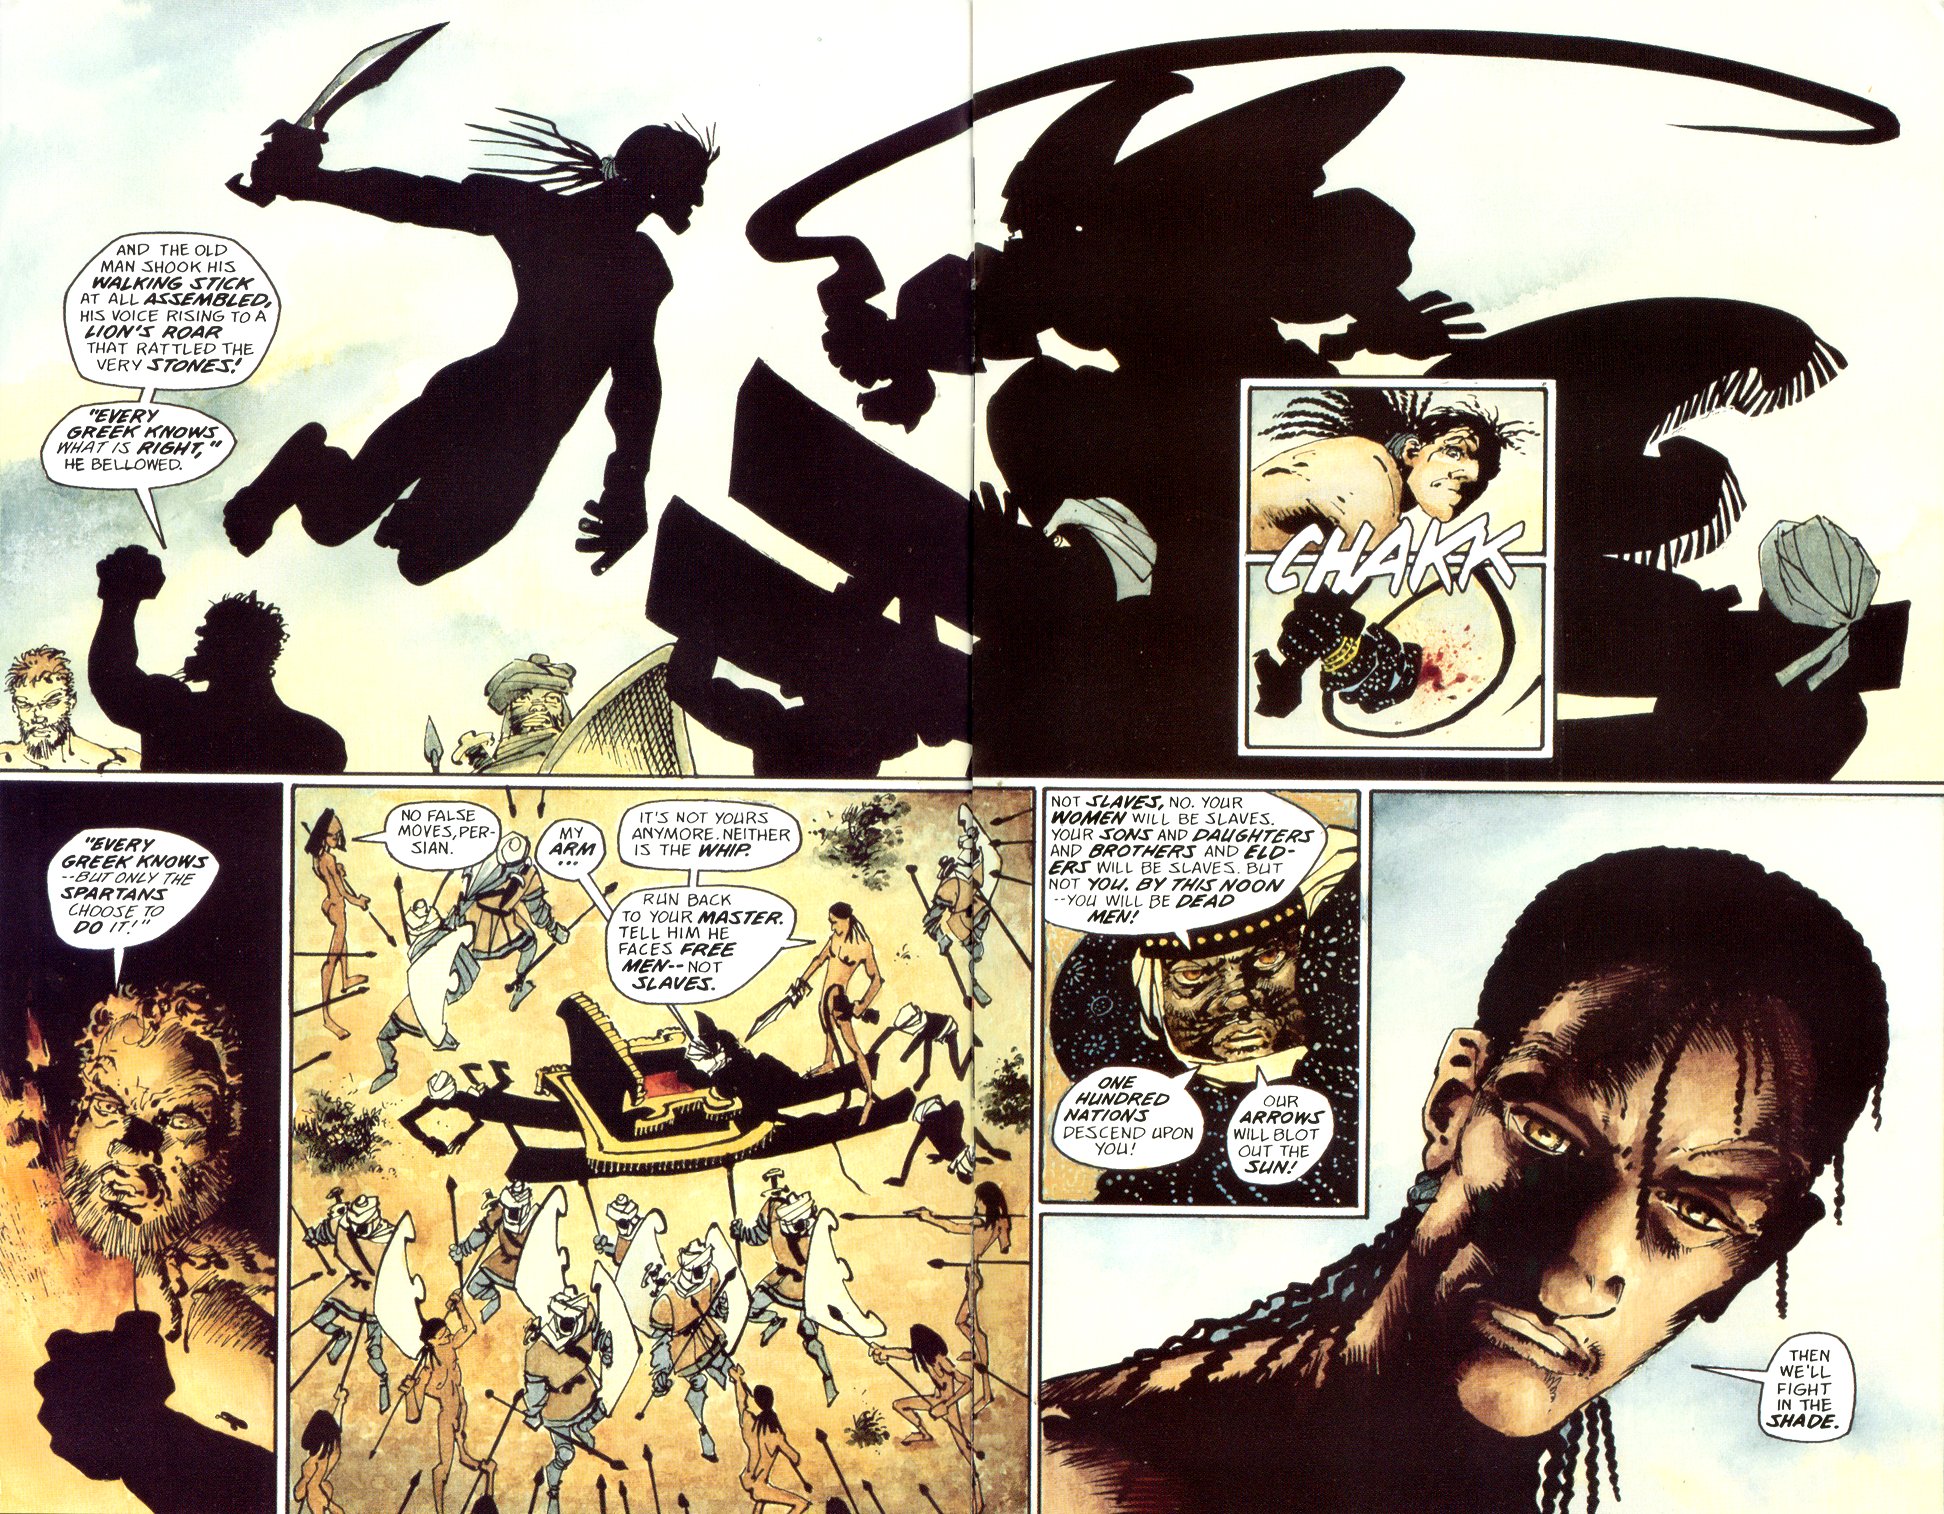 AND THE OLD
MAN SHOOK HIS
WALKING STICK
AT ALL ASSEMBLED,
HIS VOICE RISING TO A
LION'S ROAR
THAT RATTLED THE
VERY STONES!
"EVERY
GREEK KNOWS
WHAT IS RIGHT,"
HE BELLOWED.
CHAKK
"EVERY
GREEK KNOWS
--BUT ONLY THE
SPARTANS
CHOOSE TO
DO IT!"
NO FALSE
MOVES, PER-
SIAN.
MY
ARM
...
IT'S NOT YOURS
ANYMORE. NEITHER
IS THE WHIP.
RUN BACK
TO YOUR MASTER.
TELL HIM HE
FACES FREE
MEN--NOT
SLAVES.
NOT SLAVES, NO. YOUR
WOMEN WILL BE SLAVES.
YOUR SONS AND DAUGHTERS
AND BROTHERS AND ELD-
ERS WILL BE SLAVES. BUT
NOT YOU. BY THIS NOON
--YOU WILL BE DEAD
MEN!
ONE
HUNDRED
NATIONS
DESCEND UPON
YOU!
OUR
ARROWS
WILL BLOT
OUT THE
SUN!
THEN
WE'LL
FIGHT
IN THE
SHADE.